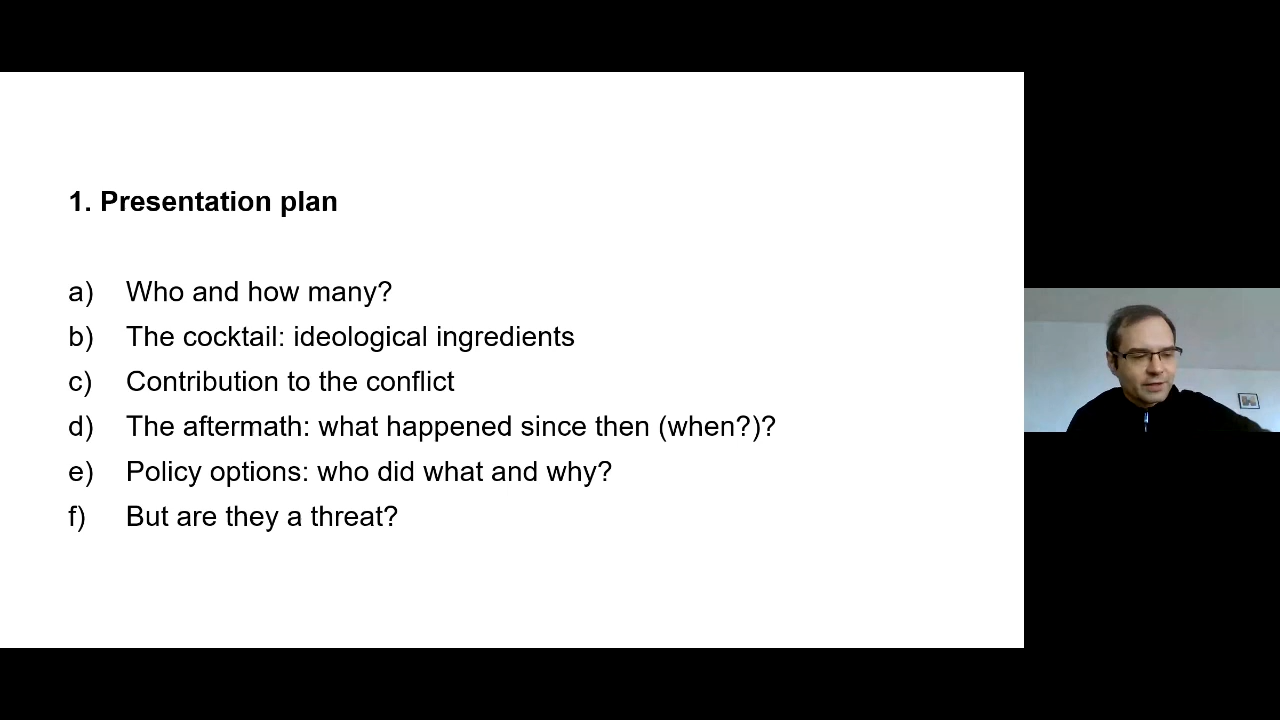 1. Presentation plan
a) Who and how many?
b) The cocktail: ideological ingredients
c) Contribution to the conflict
d) The aftermath: what happened since then (when?)?
e) Policy options: who did what and why?
f) But are they a threat?